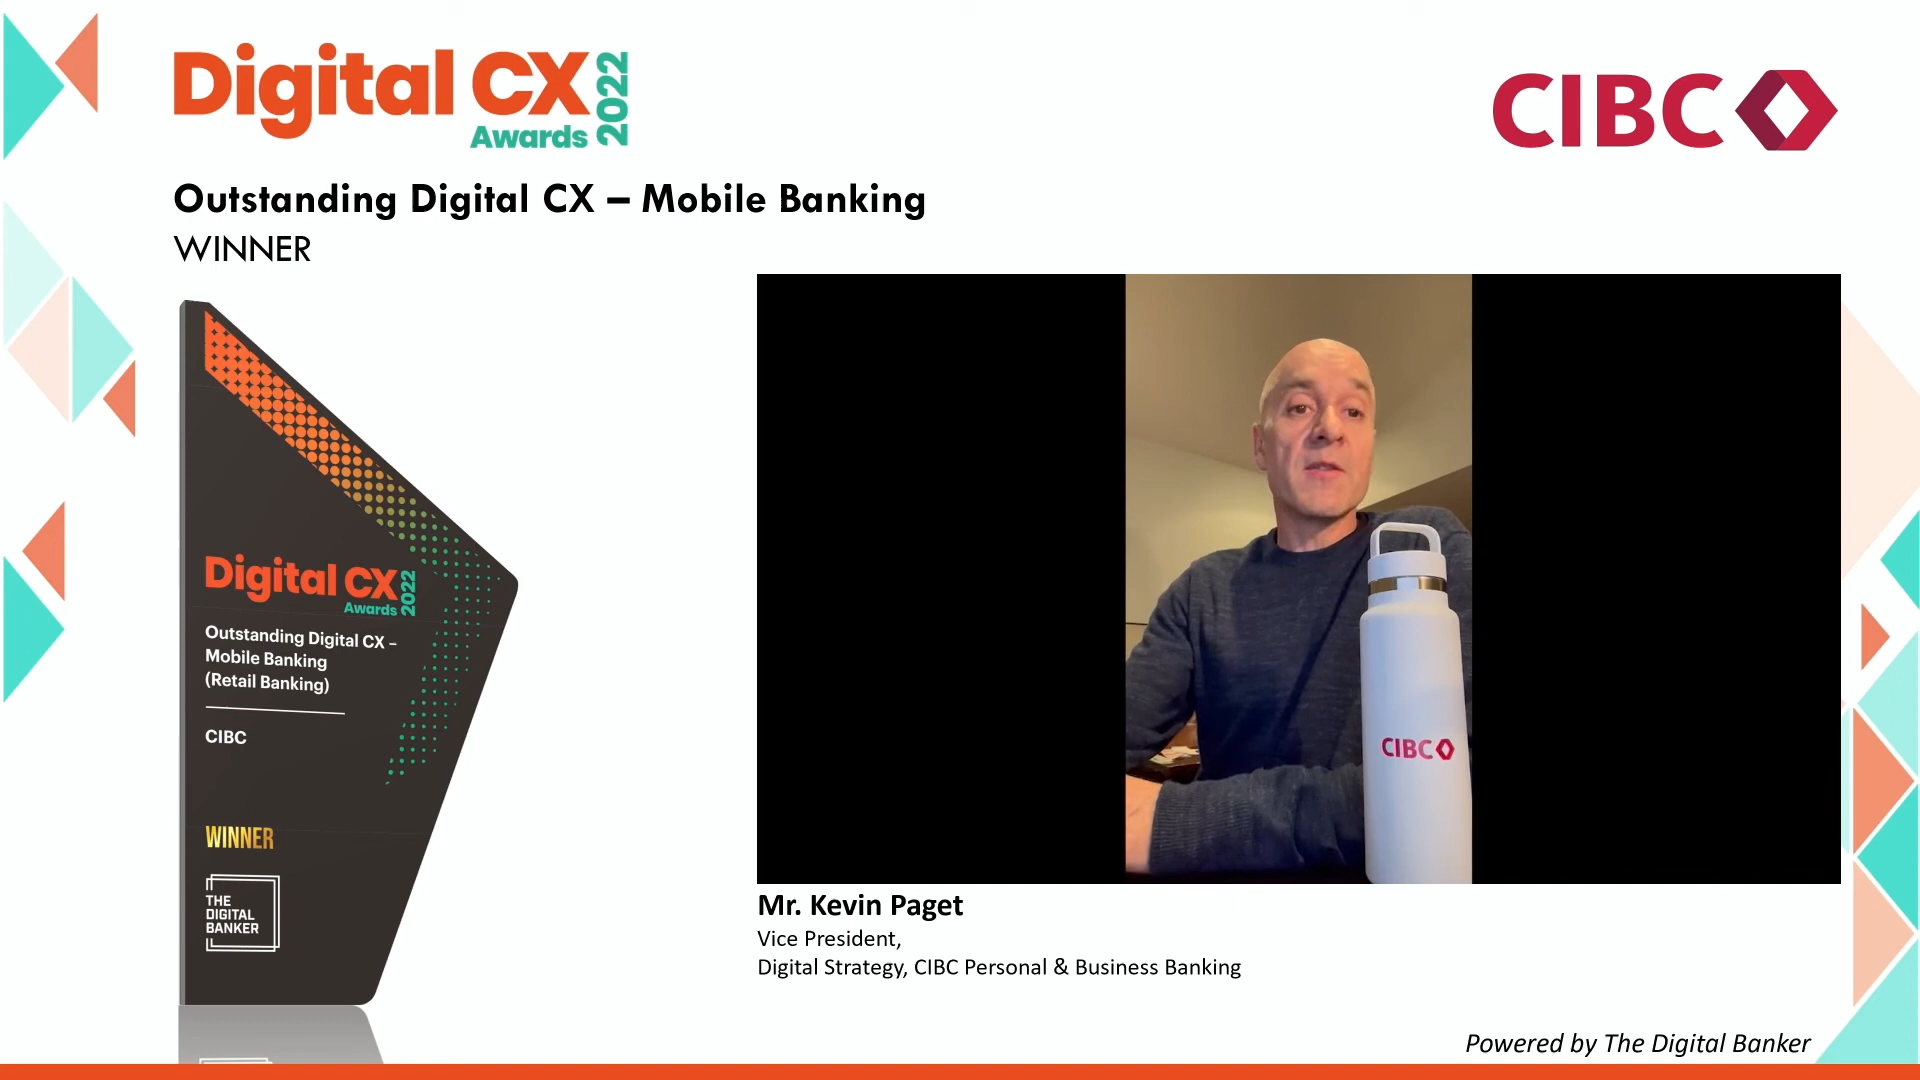 Digital CX
Awards
2022
CIBC
Outstanding Digital CX – Mobile Banking
WINNER
Digital CX
Awards
2022
Outstanding Digital CX –
Mobile Banking
(Retail Banking)
CIBC
WINNER
THE
DIGITAL
BANKER
CIBC
Mr. Kevin Paget
Vice President,
Digital Strategy, CIBC Personal & Business Banking
Powered by The Digital Banker